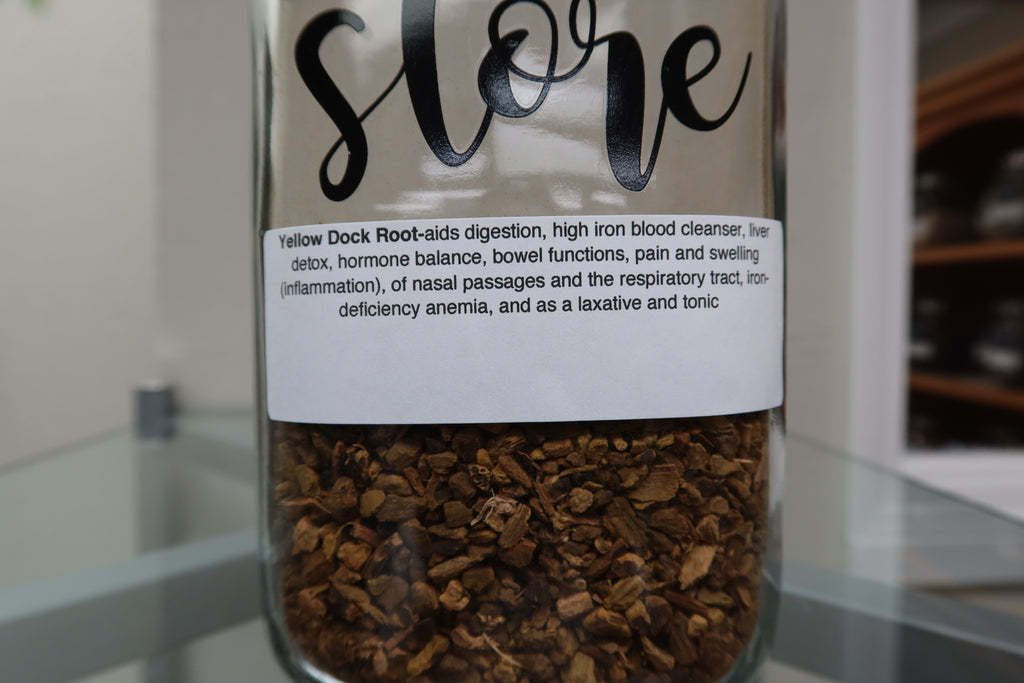 store
Yellow Dock Root-aids digestion, high iron blood cleanser, liver
detox, hormone balance, bowel functions, pain and swelling
(inflammation), of nasal passages and the respiratory tract, iron-
deficiency anemia, and as a laxative and tonic